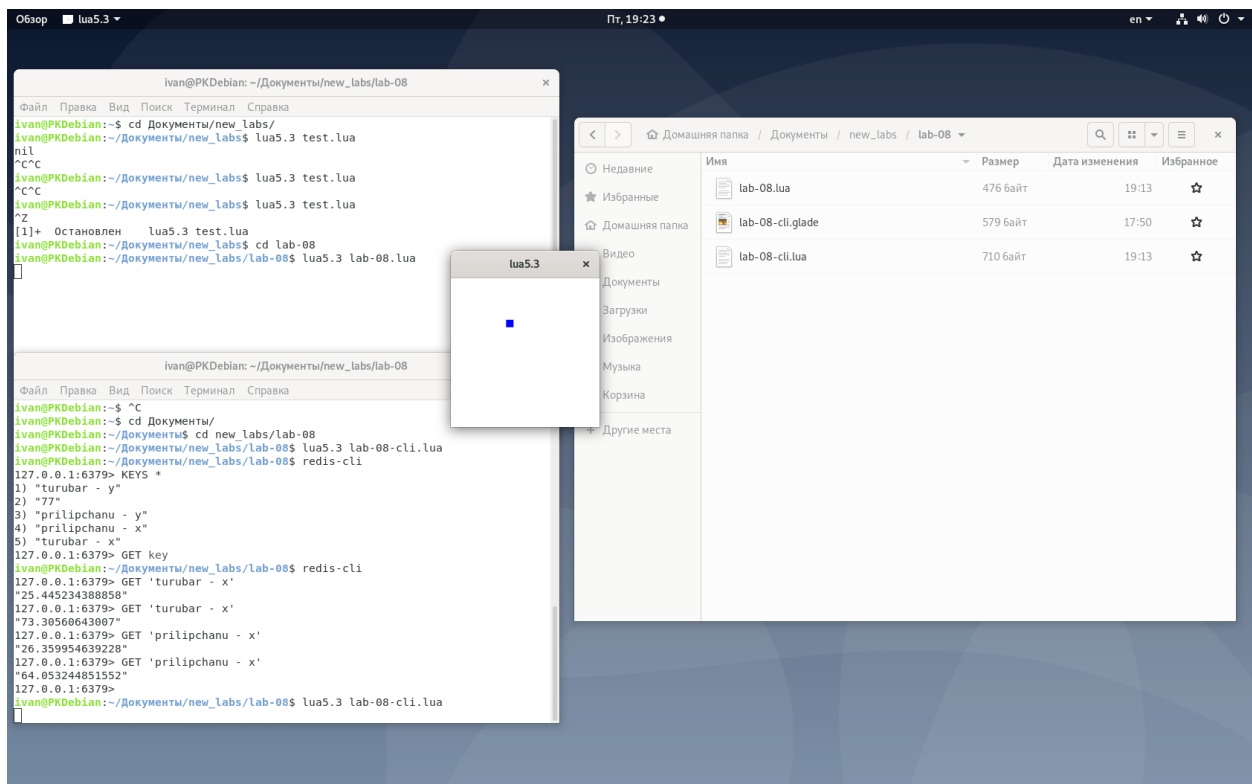 Обзор lua5.3 Пт, 19:23 en
ivan@PKDebian: ~/Документы/new_labs/lab-08
Файл Правка Вид Поиск Терминал Справка
ivan@PKDebian:~$ cd Документы/new_labs/
ivan@PKDebian:~/Документы/new_labs$ lua5.3 test.lua
nil
^C^C
ivan@PKDebian:~/Документы/new_labs$ lua5.3 test.lua
^C^C
ivan@PKDebian:~/Документы/new_labs$ lua5.3 test.lua
^Z
[1]+  Остановлен    lua5.3 test.lua
ivan@PKDebian:~/Документы/new_labs$ cd lab-08
ivan@PKDebian:~/Документы/new_labs/lab-08$ lua5.3 lab-08.lua
lua5.3
ivan@PKDebian: ~/Документы/new_labs/lab-08
Файл Правка Вид Поиск Терминал Справка
ivan@PKDebian:~$ ^C
ivan@PKDebian:~$ cd Документы/
ivan@PKDebian:~/Документы$ cd new_labs/lab-08
ivan@PKDebian:~/Документы/new_labs/lab-08$ lua5.3 lab-08-cli.lua
ivan@PKDebian:~/Документы/new_labs/lab-08$ redis-cli
127.0.0.1:6379> KEYS *
1) "turubar - y"
2) "77"
3) "prilipchanu - y"
4) "prilipchanu - x"
5) "turubar - x"
127.0.0.1:6379> GET key
ivan@PKDebian:~/Документы/new_labs/lab-08$ redis-cli
127.0.0.1:6379> GET 'turubar - x'
"25.445234388858"
127.0.0.1:6379> GET 'turubar - x'
"73.30560643007"
127.0.0.1:6379> GET 'prilipchanu - x'
"26.359954639228"
127.0.0.1:6379> GET 'prilipchanu - x'
"64.053244851552"
127.0.0.1:6379>
ivan@PKDebian:~/Документы/new_labs/lab-08$ lua5.3 lab-08-cli.lua
Домашняя папка / Документы / new_labs / lab-08
Недавние
Избранные
Домашняя папка
Видео
Документы
Загрузки
Изображения
Музыка
Корзина
+ Другие места
Имя Размер Дата изменения Избранное
lab-08.lua 476 байт 19:13
lab-08-cli.glade 579 байт 17:50
lab-08-cli.lua 710 байт 19:13